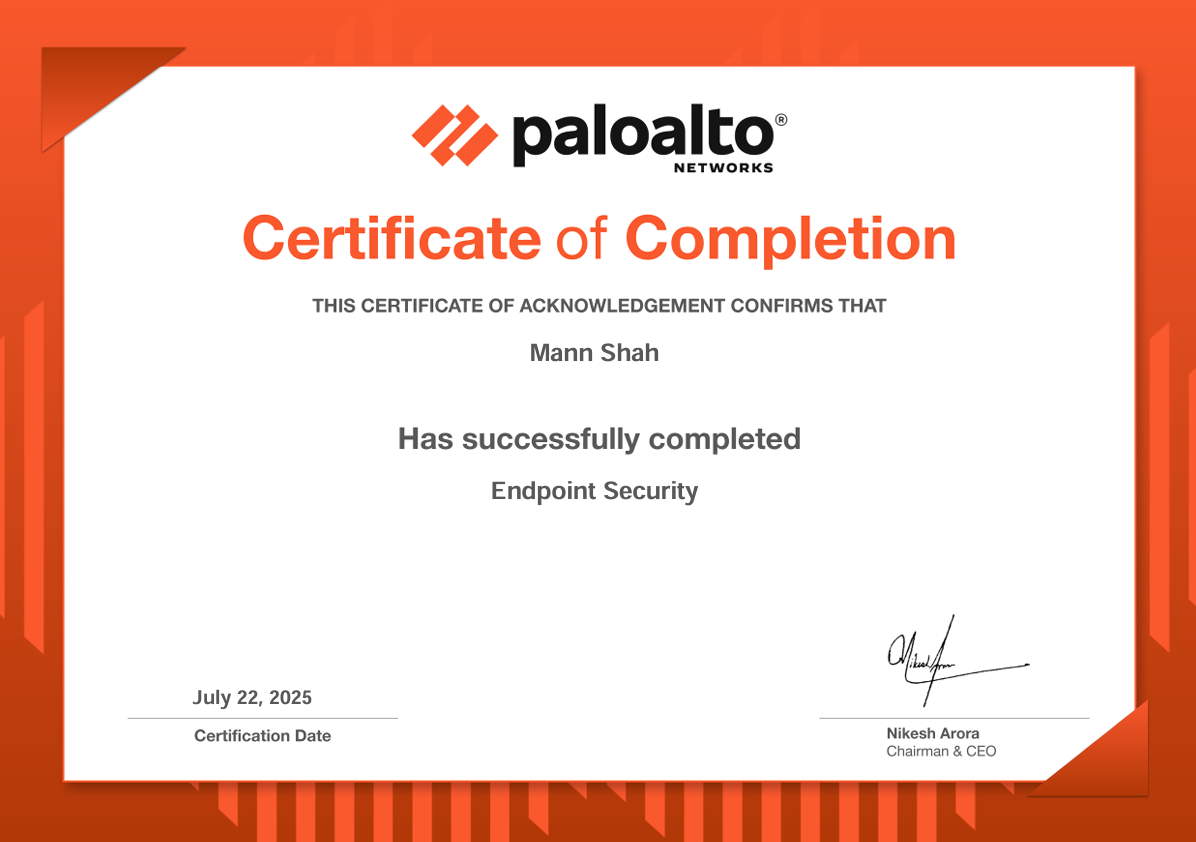 paloalto®
NETWORKS
Certificate of Completion
THIS CERTIFICATE OF ACKNOWLEDGEMENT CONFIRMS THAT
Mann Shah
Has successfully completed
Endpoint Security
Nikesh Arora
July 22, 2025
Certification Date
Nikesh Arora
Chairman & CEO